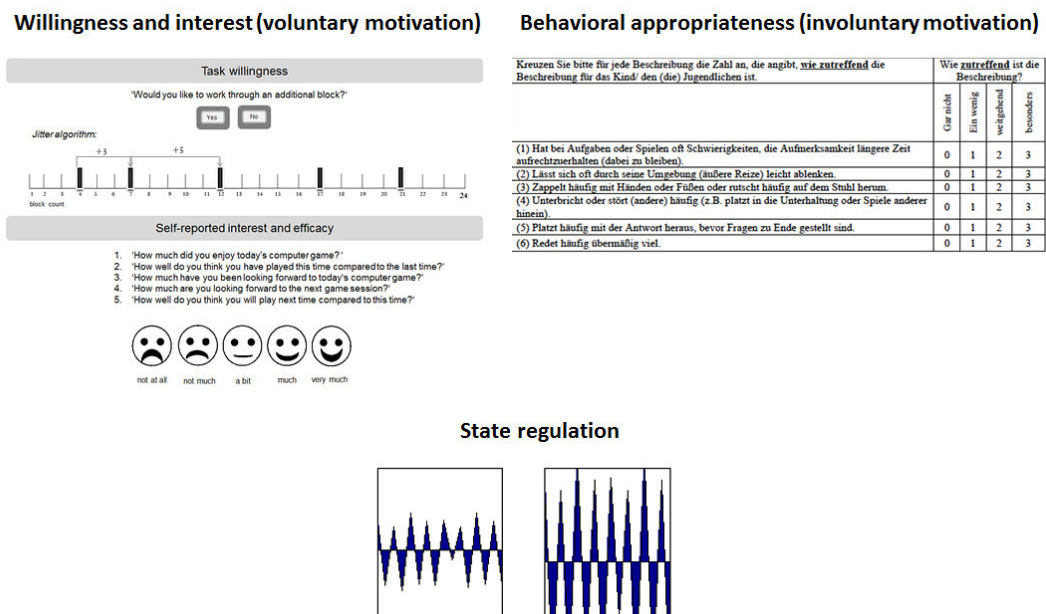 Willingness and interest (voluntary motivation)
Task willingness
'Would you like to work through an additional block?'
Yes No
Jitter algorithm:
+3 +5
1 2 3 4 5 6 7 8 9 10 11 12 13 14 15 16 17 18 19 20 21 22 23 24
block count
Self-reported interest and efficacy
1. 'How much did you enjoy today's computer game?'
2. 'How well do you think you have played this time compared to the last time?'
3. 'How much have you been looking forward to today's computer game?'
4. 'How much are you looking forward to the next game session?'
5. 'How well do you think you will play next time compared to this time?'
not at all not much a bit much very much
Behavioral appropriateness (involuntary motivation)
Kreuzen Sie bitte für jede Beschreibung die Zahl an, die angibt, wie zutreffend die
Beschreibung für das Kind/ den (die) Jugendlichen ist.
Wie zutreffend ist die
Beschreibung?
Gar nicht
Ein wenig
weitgehend
besonders
(1) Hat bei Aufgaben oder Spielen oft Schwierigkeiten, die Aufmerksamkeit längere Zeit
aufrechtzuerhalten (dabei zu bleiben).
0 1 2 3
(2) Lässt sich oft durch seine Umgebung (äußere Reize) leicht ablenken. 0 1 2 3
(3) Zappelt häufig mit Händen oder Füßen oder rutscht häufig auf dem Stuhl herum. 0 1 2 3
(4) Unterbricht oder stört (andere) häufig (z.B. platzt in die Unterhaltung oder Spiele anderer
hinein).
0 1 2 3
(5) Platzt häufig mit der Antwort heraus, bevor Fragen zu Ende gestellt sind. 0 1 2 3
(6) Redet häufig übermäßig viel. 0 1 2 3
State regulation